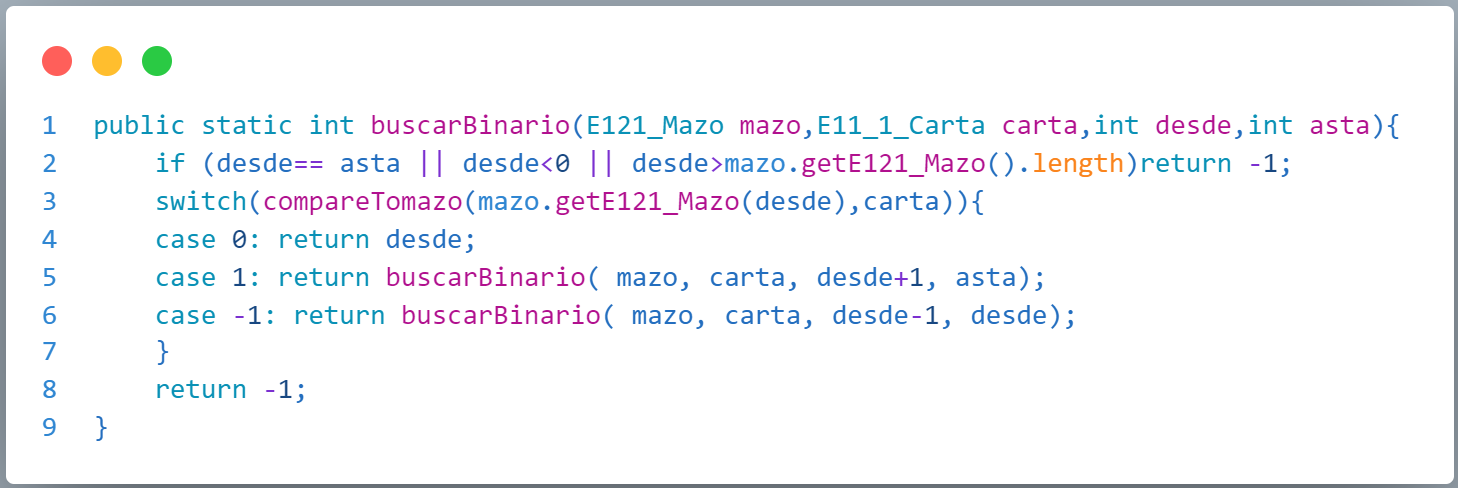 1 public static int buscarBinario(E121_Mazo mazo,E11_1_Carta carta,int desde,int asta){
2     if (desde== asta || desde<0 || desde>mazo.getE121_Mazo().length)return -1;
3     switch(compareTomazo(mazo.getE121_Mazo(desde),carta)){
4     case 0: return desde;
5     case 1: return buscarBinario( mazo, carta, desde+1, asta);
6     case -1: return buscarBinario( mazo, carta, desde-1, desde);
7     }
8     return -1;
9 }